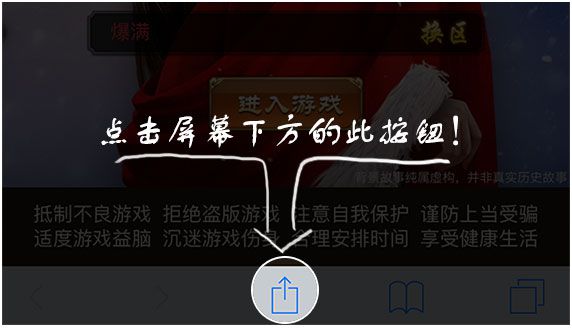 爆满 换区
进入游戏
点击屏幕下方的此按钮!
背景故事纯属虚构，并非真实历史故事
抵制不良游戏 拒绝盗版游戏 注意自我保护 谨防上当受骗
适度游戏益脑 沉迷游戏伤身 合理安排时间 享受健康生活